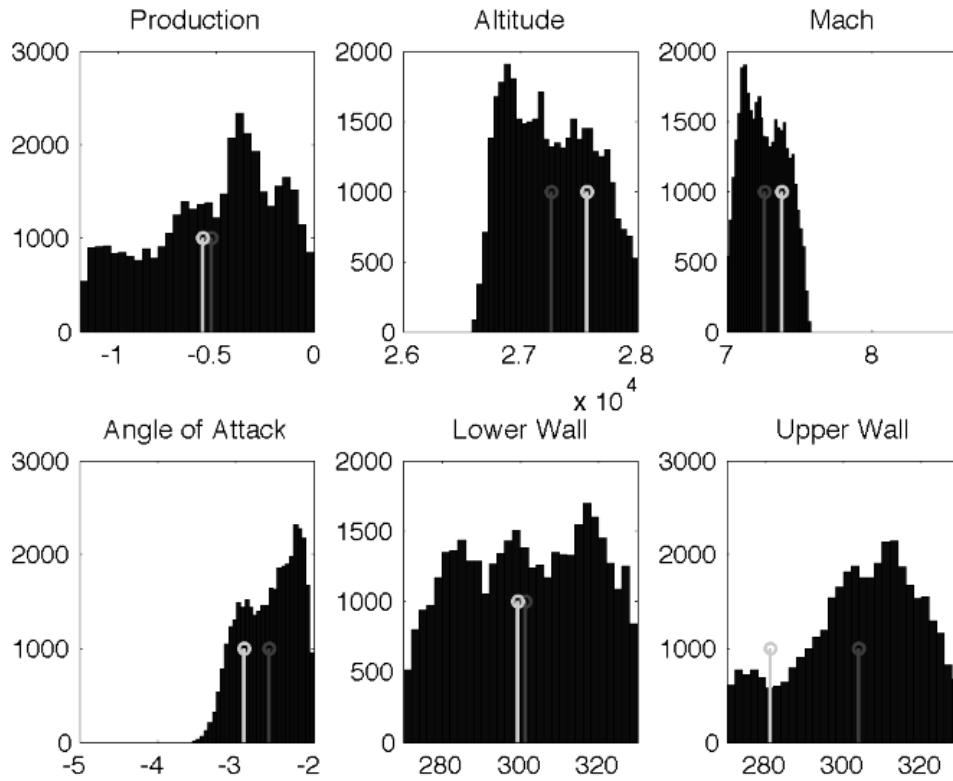 Production Altitude Mach
3000 2000 2000
2000 1500 1500
1000 1000 1000
500 500
0 0 0
-1 -0.5 0 2.6 2.7 2.8 7 8
x 10^4
Angle of Attack Lower Wall Upper Wall
3000 2000 3000
2000 1500 2000
1000 1000 1000
500
0 0 0
-5 -4 -3 -2 280 300 320 280 300 320